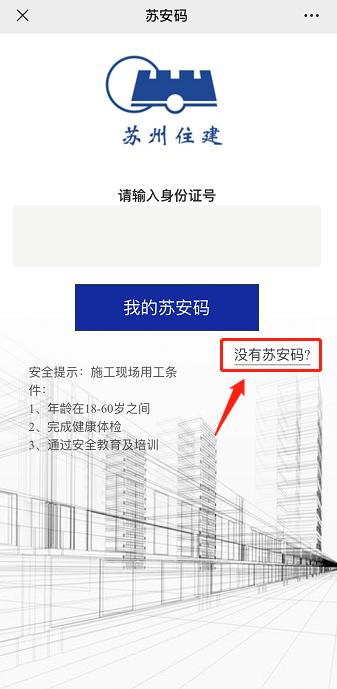 苏安码
苏州住建
请输入身份证号
我的苏安码
没有苏安码?
安全提示：施工现场用工条
件：
1、年龄在18-60岁之间
2、完成健康体检
3、通过安全教育及培训